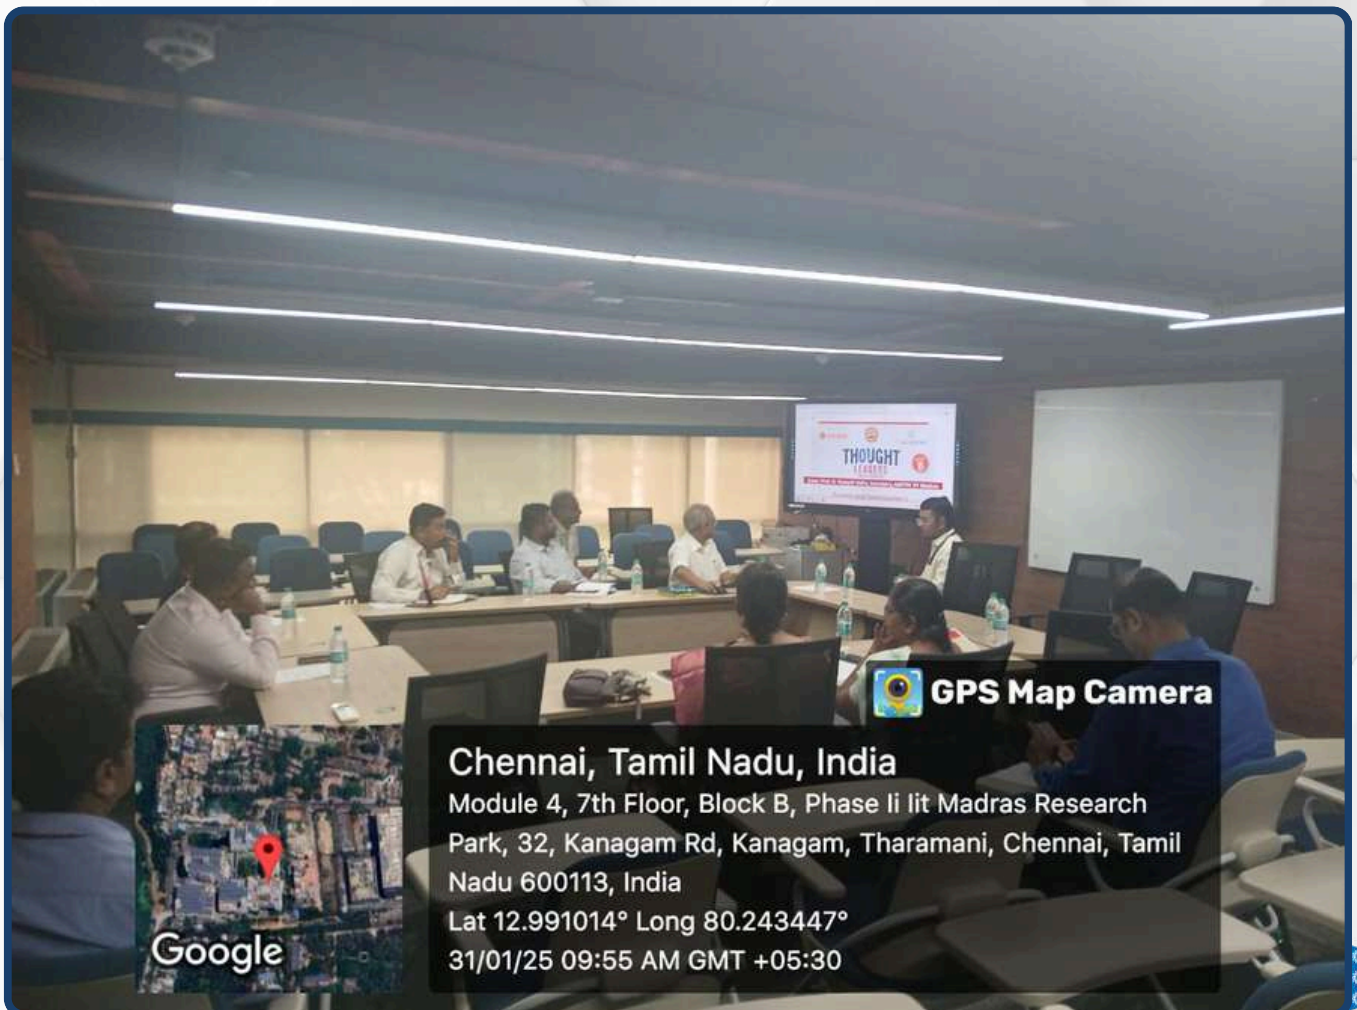 THOUGHT
LEADERS
GPS Map Camera
Chennai, Tamil Nadu, India
Module 4, 7th Floor, Block B, Phase Ii Iit Madras Research
Park, 32, Kanagam Rd, Kanagam, Tharamani, Chennai, Tamil
Nadu 600113, India
Lat 12.991014° Long 80.243447°
31/01/25 09:55 AM GMT +05:30
Google